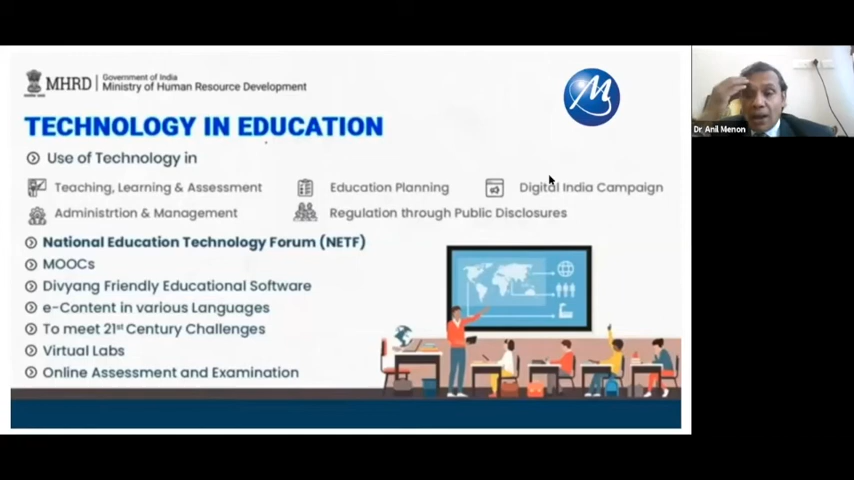 MHRD
Government of India
Ministry of Human Resource Development
M
TECHNOLOGY IN EDUCATION
Use of Technology in
Teaching, Learning & Assessment
Education Planning
Digital India Campaign
Administrtion & Management
Regulation through Public Disclosures
National Education Technology Forum (NETF)
MOOCs
Divyang Friendly Educational Software
e-Content in various Languages
To meet 21st Century Challenges
Virtual Labs
Online Assessment and Examination
Dr. Anil Menon